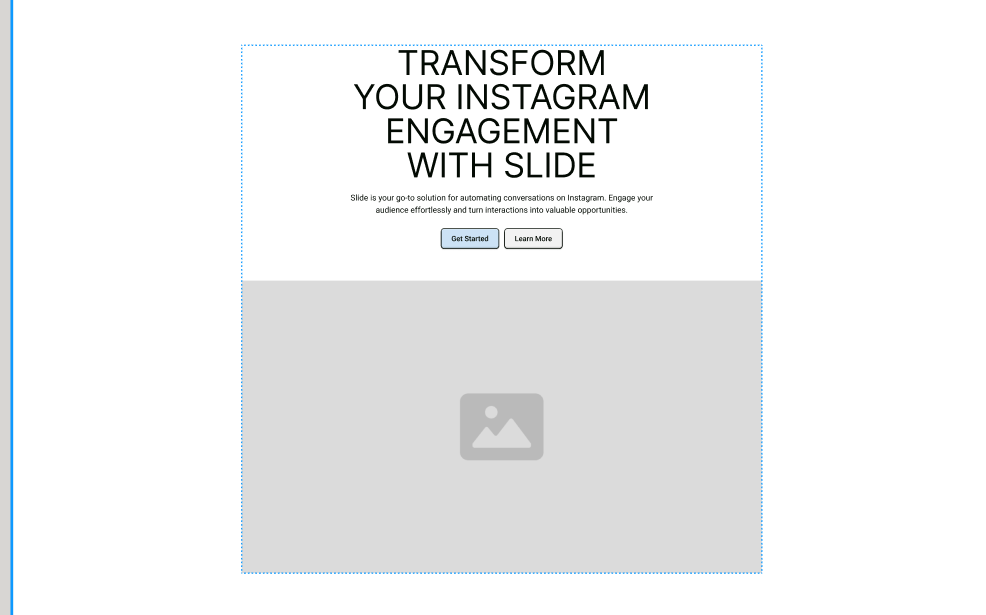 TRANSFORM
YOUR INSTAGRAM
ENGAGEMENT
WITH SLIDE
Slide is your go-to solution for automating conversations on Instagram. Engage your
audience effortlessly and turn interactions into valuable opportunities.
Get Started
Learn More